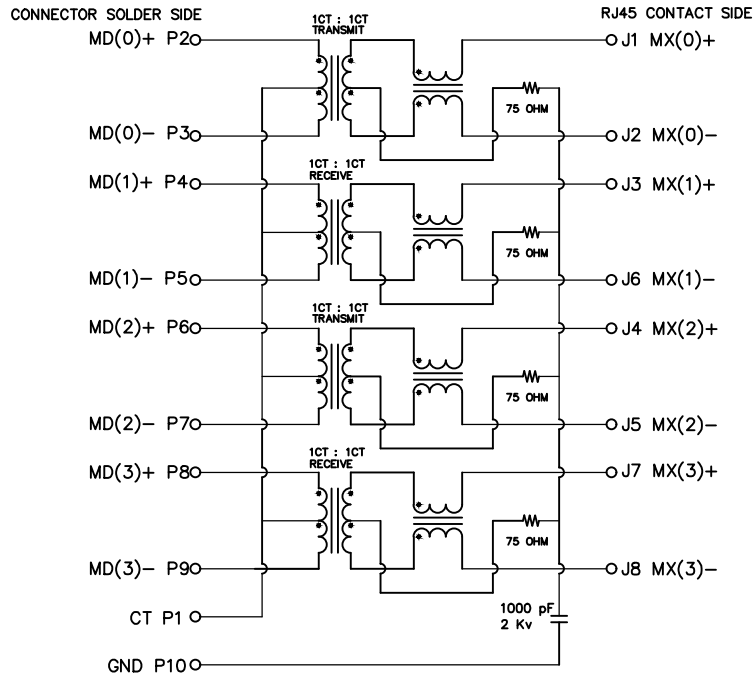 CONNECTOR SOLDER SIDE
RJ45 CONTACT SIDE
1CT : 1CT
TRANSMIT
MD(0)+ P2
J1 MX(0)+
75 OHM
MD(0)- P3
J2 MX(0)-
1CT : 1CT
RECEIVE
MD(1)+ P4
J3 MX(1)+
75 OHM
MD(1)- P5
J6 MX(1)-
1CT : 1CT
TRANSMIT
MD(2)+ P6
J4 MX(2)+
75 OHM
MD(2)- P7
J5 MX(2)-
1CT : 1CT
RECEIVE
MD(3)+ P8
J7 MX(3)+
75 OHM
MD(3)- P9
J8 MX(3)-
CT P1
1000 pF
2 Kv
GND P10